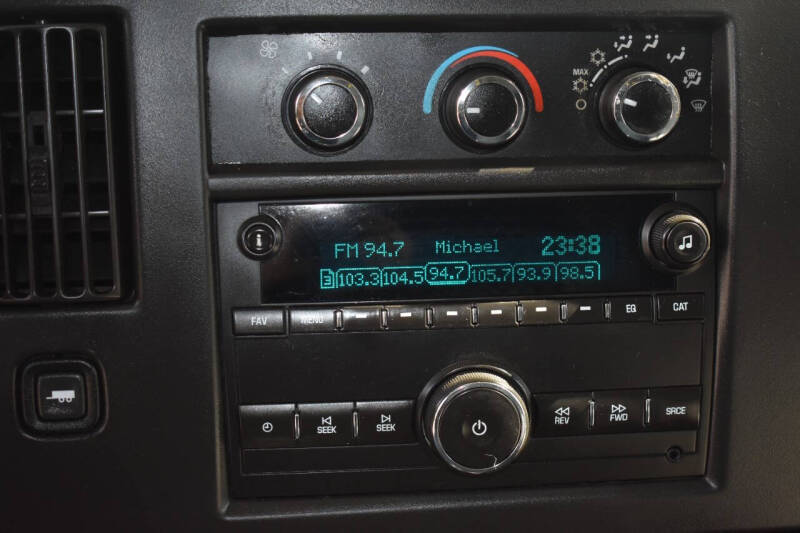 MAX
FM 94.7 Michael 23:38
3 103.3 104.5 94.7 105.7 93.9 98.5
FAV MENU EQ CAT
SEEK SEEK REV FWD SRCE